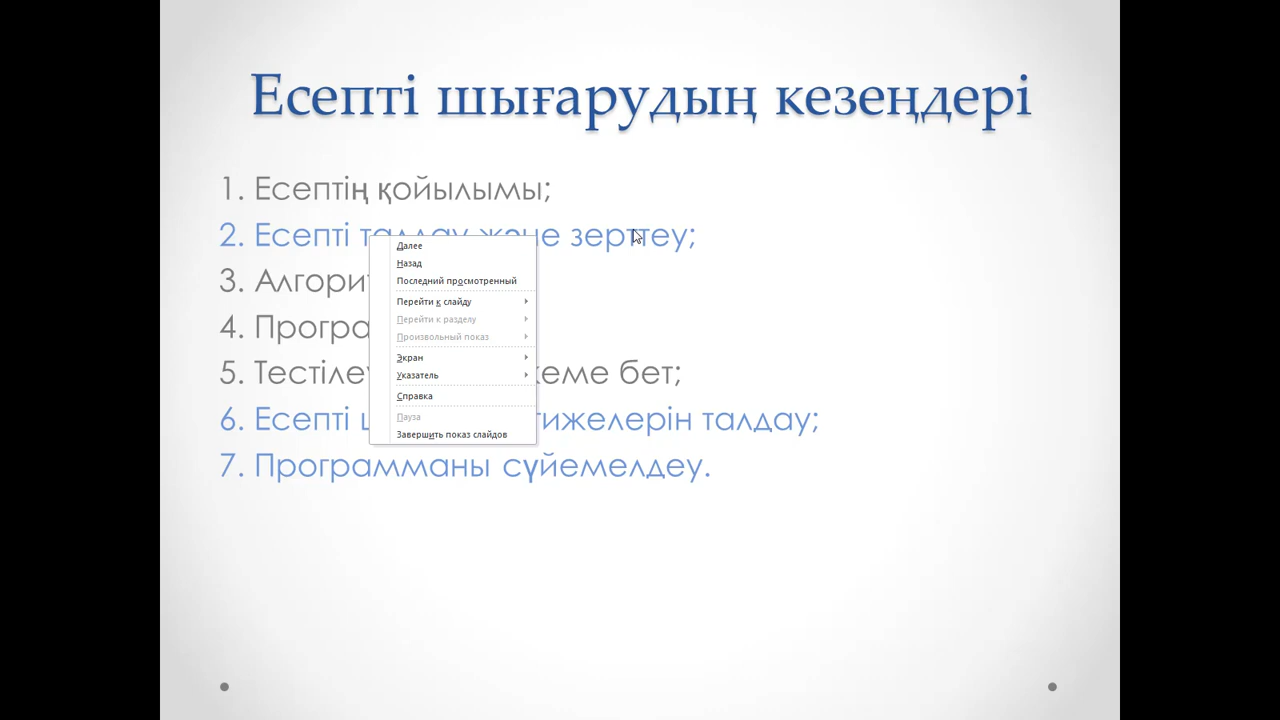 Есепті шығарудың кезеңдері
1. Есептің қойылымы;
2. Есепті талдау және зерттеу;
3. Алгори
4. Програ
5. Тестілеу кеме бет;
6. Есепті тижелерін талдау;
7. Программаны сүйемелдеу.
Далее
Назад
Последний просмотренный
Перейти к слайду
Перейти к разделу
Произвольный показ
Экран
Указатель
Справка
Пауза
Завершить показ слайдов